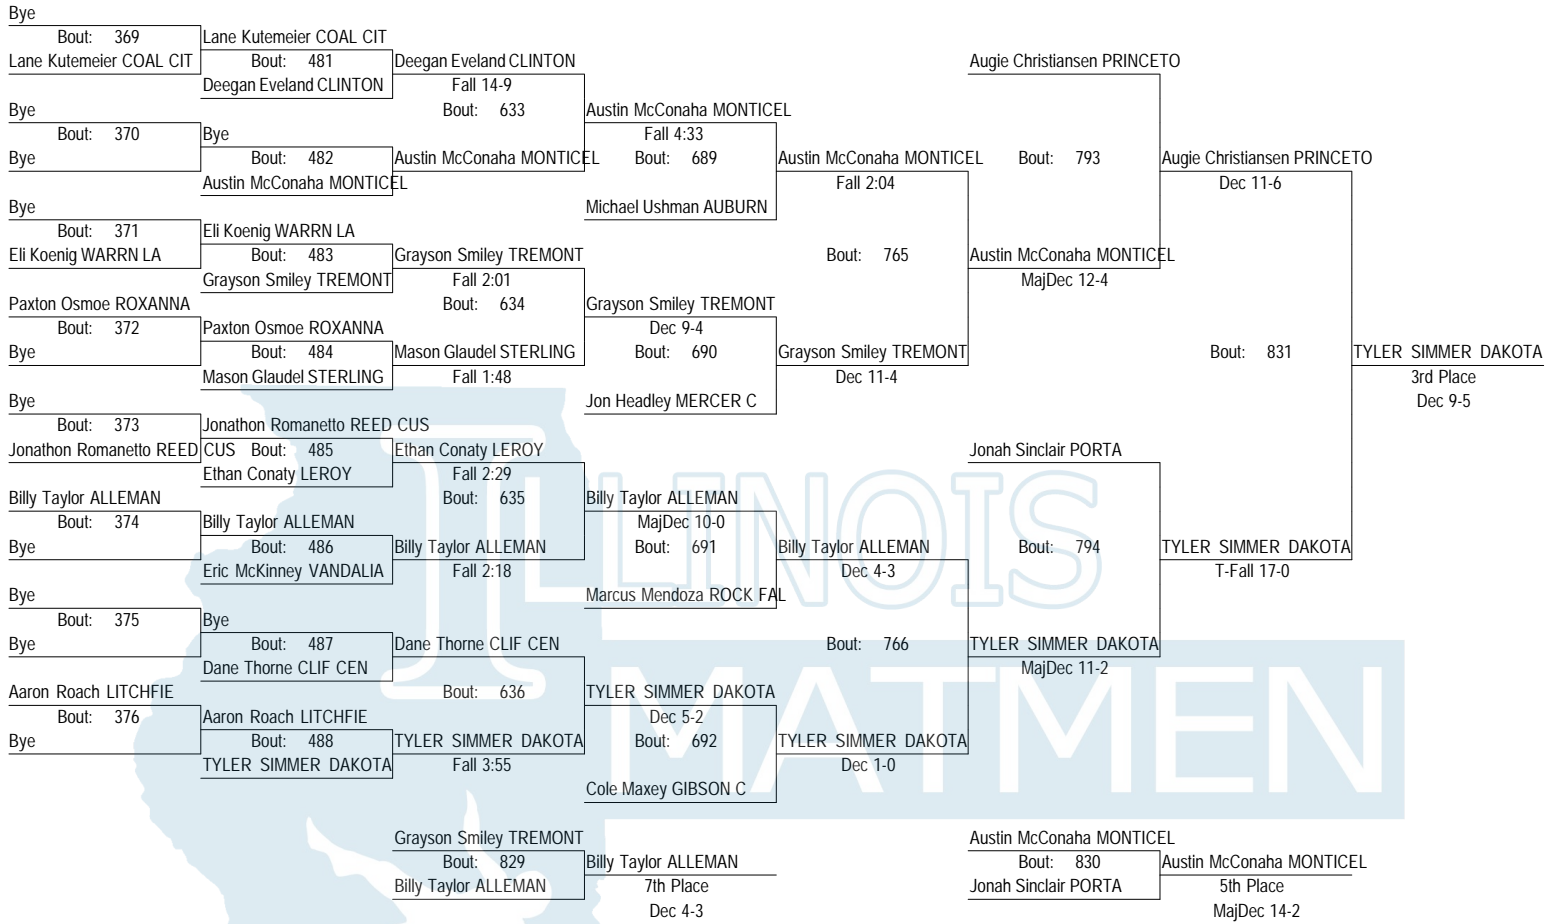 Bye
Bout: 369
Lane Kutemeier COAL CIT
Bye
Bout: 370
Bye
Bye
Bout: 371
Eli Koenig WARRN LA
Paxton Osmoe ROXANNA
Bout: 372
Bye
Bye
Bout: 373
Jonathon Romanetto REED CUS
Billy Taylor ALLEMAN
Bout: 374
Bye
Bye
Bout: 375
Bye
Aaron Roach LITCHFIE
Bout: 376
Bye
Lane Kutemeier COAL CIT
Bout: 481
Deegan Eveland CLINTON
Bye
Bout: 482
Austin McConaha MONTICEL
Eli Koenig WARRN LA
Bout: 483
Grayson Smiley TREMONT
Paxton Osmoe ROXANNA
Bout: 484
Mason Glaudel STERLING
Jonathon Romanetto REED CUS
Bout: 485
Ethan Conaty LEROY
Billy Taylor ALLEMAN
Bout: 486
Eric McKinney VANDALIA
Bye
Bout: 487
Dane Thorne CLIF CEN
Aaron Roach LITCHFIE
Bout: 488
TYLER SIMMER DAKOTA
Deegan Eveland CLINTON
Fall 14-9
Bout: 633
Austin McConaha MONTICEL
Grayson Smiley TREMONT
Fall 2:01
Bout: 634
Mason Glaudel STERLING
Fall 1:48
Ethan Conaty LEROY
Fall 2:29
Bout: 635
Billy Taylor ALLEMAN
Fall 2:18
Dane Thorne CLIF CEN
Bout: 636
TYLER SIMMER DAKOTA
Fall 3:55
Austin McConaha MONTICEL
Fall 4:33
Bout: 689
Michael Ushman AUBURN
Grayson Smiley TREMONT
Dec 9-4
Bout: 690
Jon Headley MERCER C
Billy Taylor ALLEMAN
MajDec 10-0
Bout: 691
Marcus Mendoza ROCK FAL
TYLER SIMMER DAKOTA
Dec 5-2
Bout: 692
Cole Maxey GIBSON C
Austin McConaha MONTICEL
Fall 2:04
Bout: 765
Grayson Smiley TREMONT
Dec 11-4
Billy Taylor ALLEMAN
Dec 4-3
Bout: 766
TYLER SIMMER DAKOTA
Dec 1-0
Augie Christiansen PRINCETO
Bout: 793
Austin McConaha MONTICEL
MajDec 12-4
Jonah Sinclair PORTA
Bout: 794
TYLER SIMMER DAKOTA
MajDec 11-2
Augie Christiansen PRINCETO
Dec 11-6
Bout: 831
TYLER SIMMER DAKOTA
T-Fall 17-0
TYLER SIMMER DAKOTA
3rd Place
Dec 9-5
Grayson Smiley TREMONT
Bout: 829
Billy Taylor ALLEMAN
Billy Taylor ALLEMAN
7th Place
Dec 4-3
Austin McConaha MONTICEL
Bout: 830
Jonah Sinclair PORTA
Austin McConaha MONTICEL
5th Place
MajDec 14-2
ILLINOIS
MATMEN